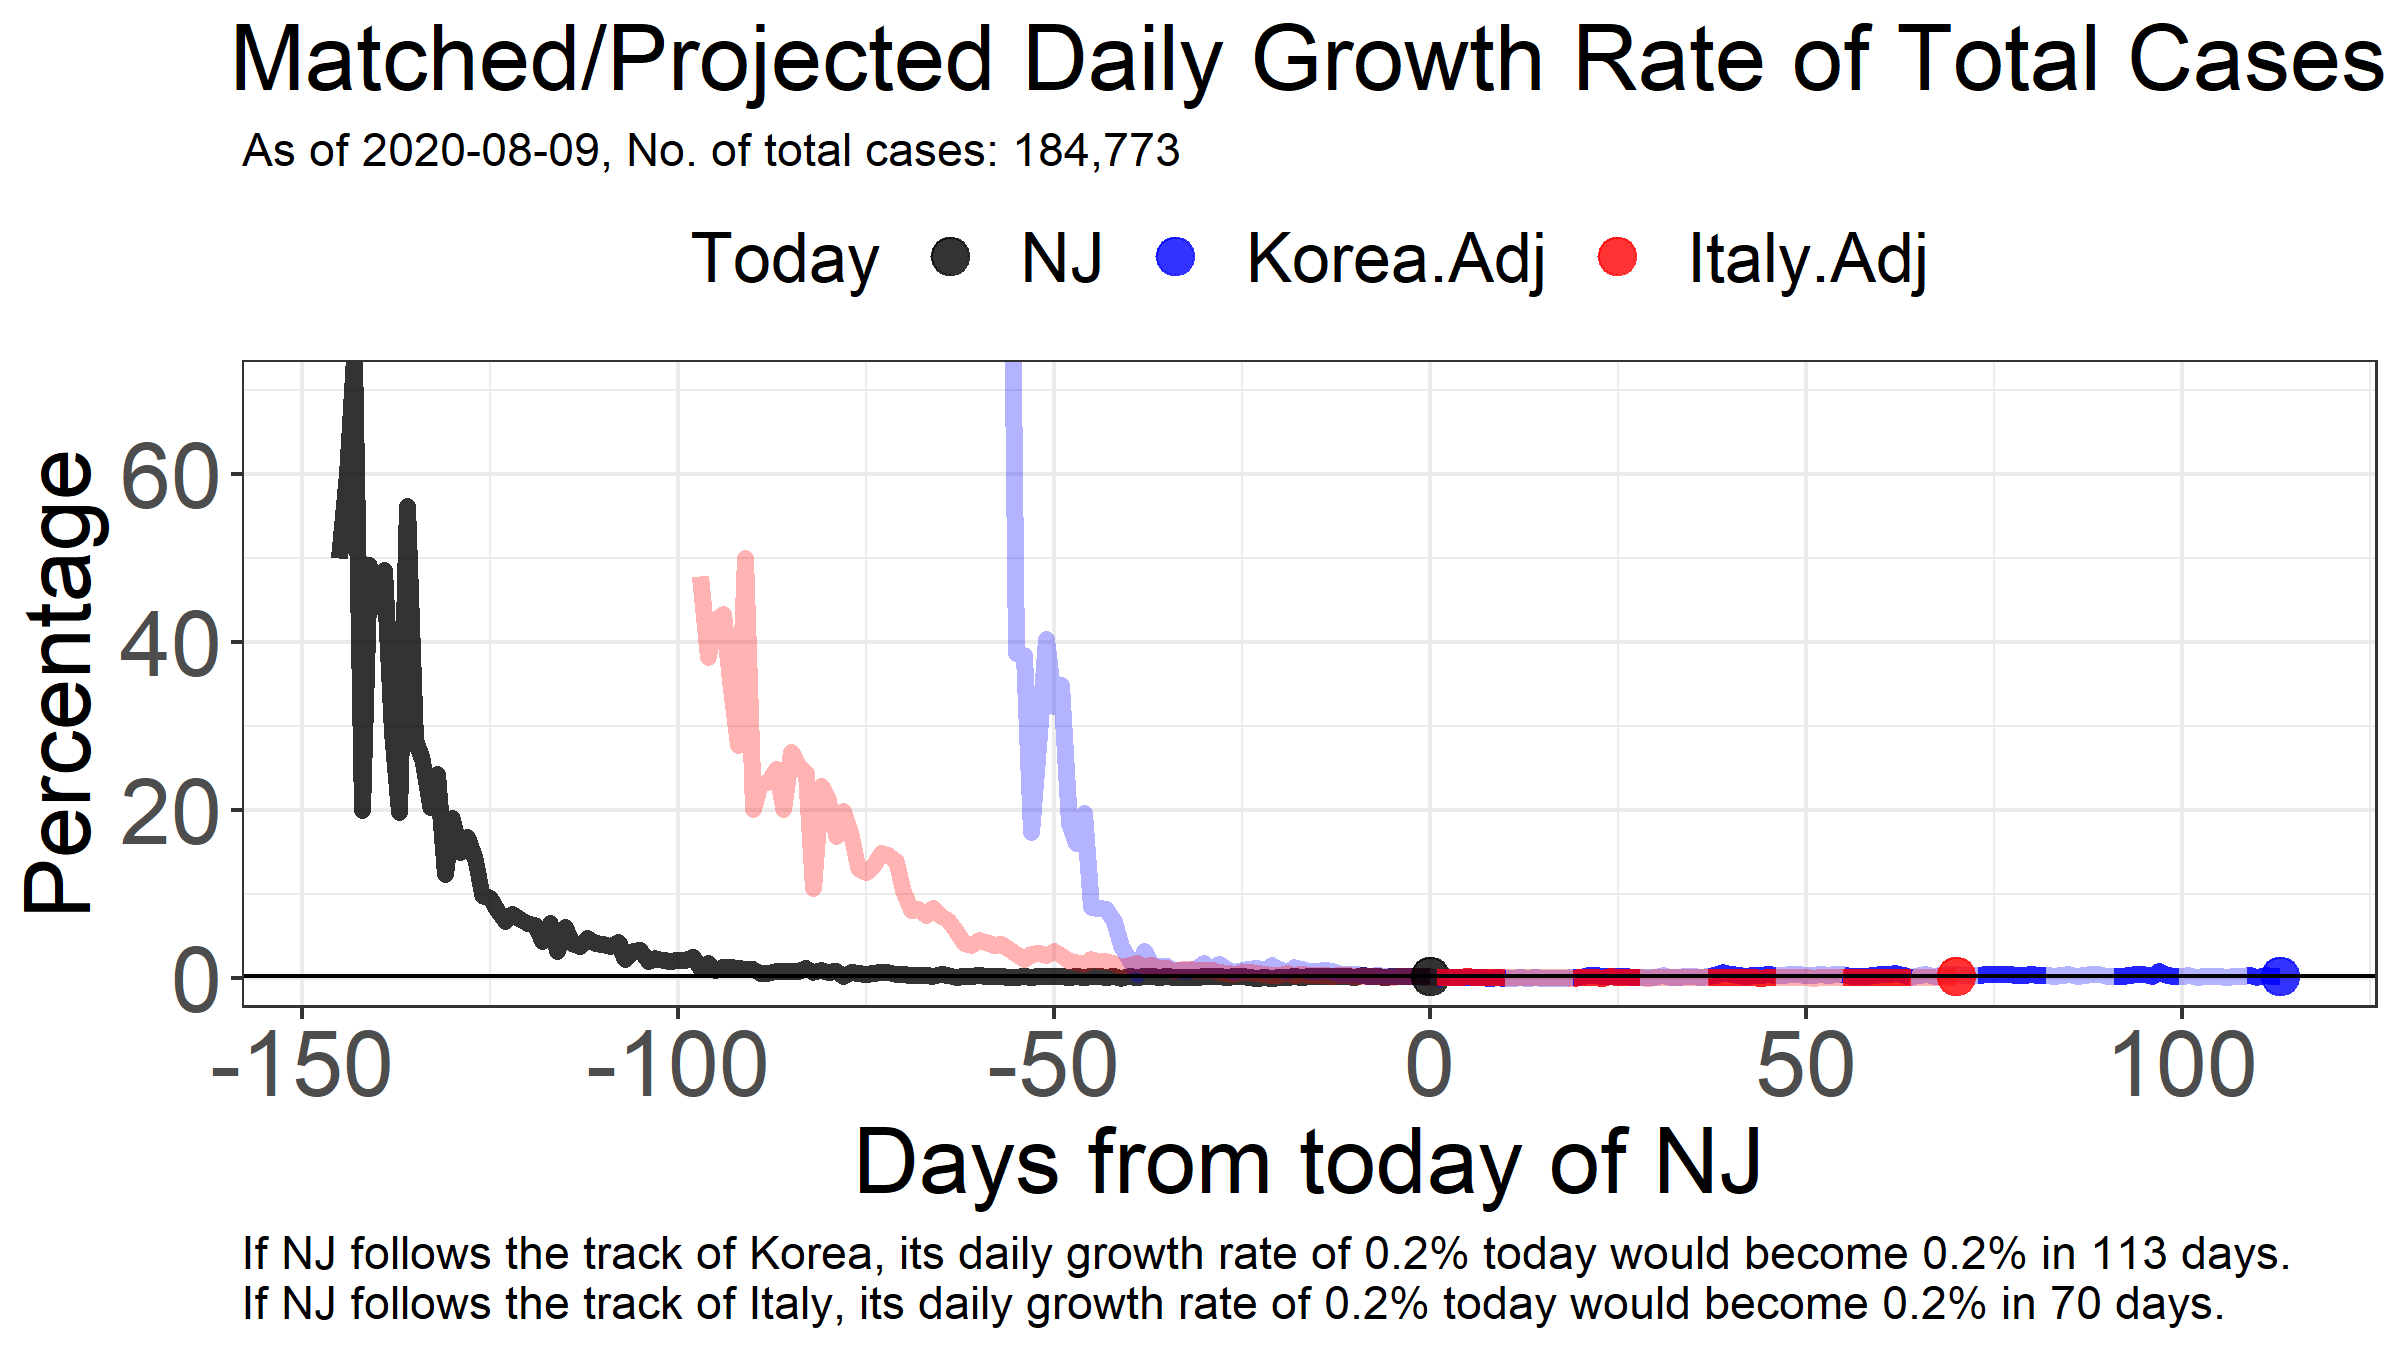 Matched/Projected Daily Growth Rate of Total Cases
As of 2020-08-09, No. of total cases: 184,773
Today NJ Korea.Adj Italy.Adj
Percentage
60
40
20
0
-150 -100 -50 0 50 100
Days from today of NJ
If NJ follows the track of Korea, its daily growth rate of 0.2% today would become 0.2% in 113 days.
If NJ follows the track of Italy, its daily growth rate of 0.2% today would become 0.2% in 70 days.